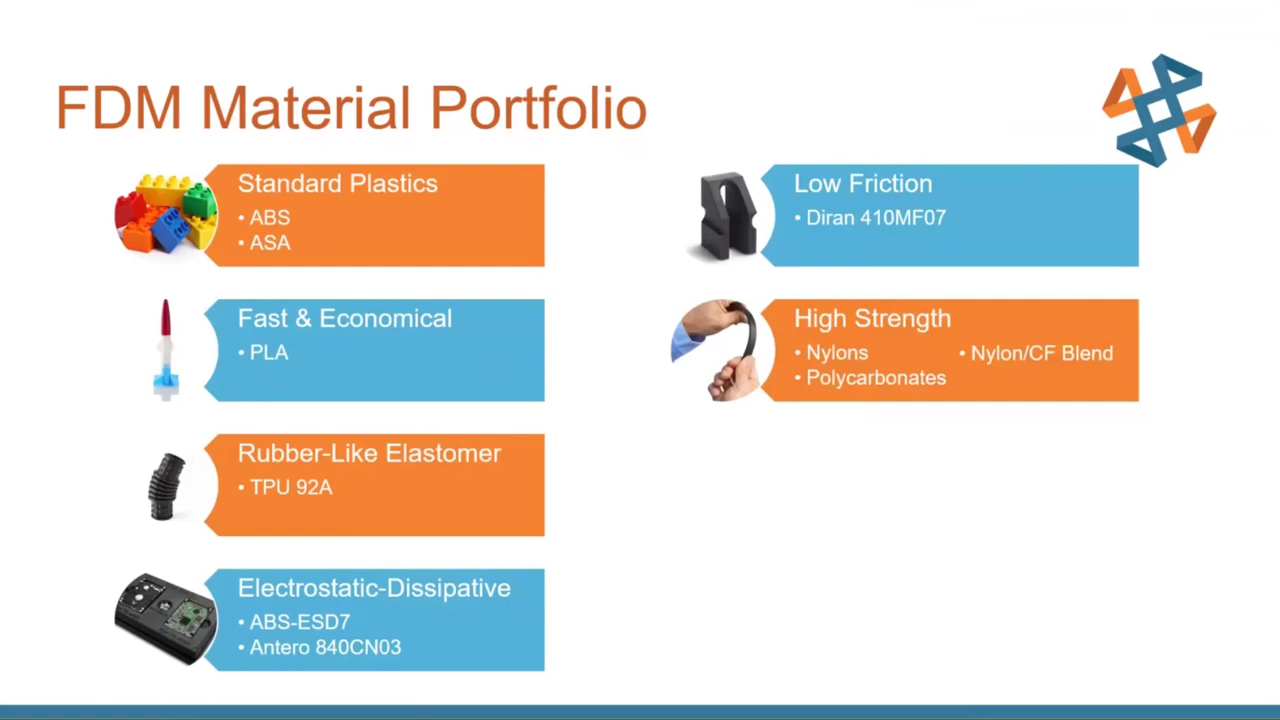 FDM Material Portfolio
Standard Plastics
• ABS
• ASA
Fast & Economical
• PLA
Rubber-Like Elastomer
• TPU 92A
Electrostatic-Dissipative
• ABS-ESD7
• Antero 840CN03
Low Friction
• Diran 410MF07
High Strength
• Nylons
• Polycarbonates
• Nylon/CF Blend